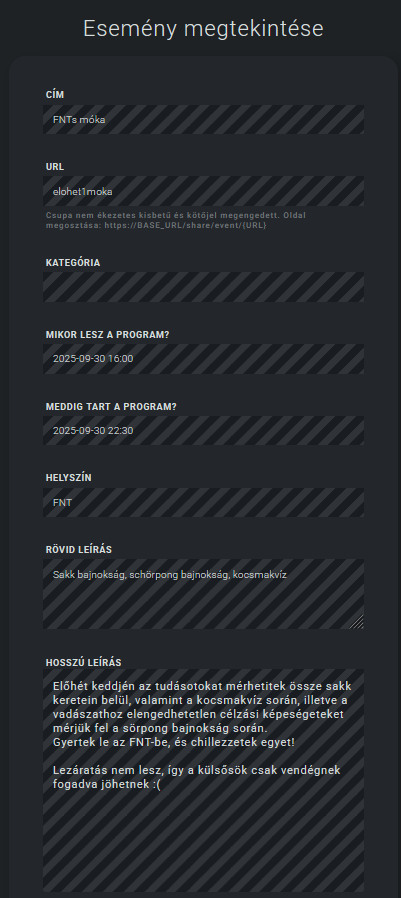 Esemény megtekintése
CÍM
FNTs móka
URL
elohet1moka
Csupa nem ékezetes kisbetű és kötőjel megengedett. Oldal
megosztása: https://BASE_URL/share/event/{URL}
KATEGÓRIA
MIKOR LESZ A PROGRAM?
2025-09-30 16:00
MEDDIG TART A PROGRAM?
2025-09-30 22:30
HELYSZÍN
FNT
RÖVID LEÍRÁS
Sakk bajnokság, schörpong bajnokság, kocsmakvíz
HOSSZÚ LEÍRÁS
Előhét keddjén az tudásotokat mérhetitek össze sakk
keretein belül, valamint a kocsmakvíz során, illetve a
vadászathoz elengedhetetlen célzási képeségeteket
mérjük fel a sörpong bajnokság során.
Gyertek le az FNT-be, és chillezzetek egyet!
Lezáratás nem lesz, így a külsősök csak vendégnek
fogadva jöhetnek :(